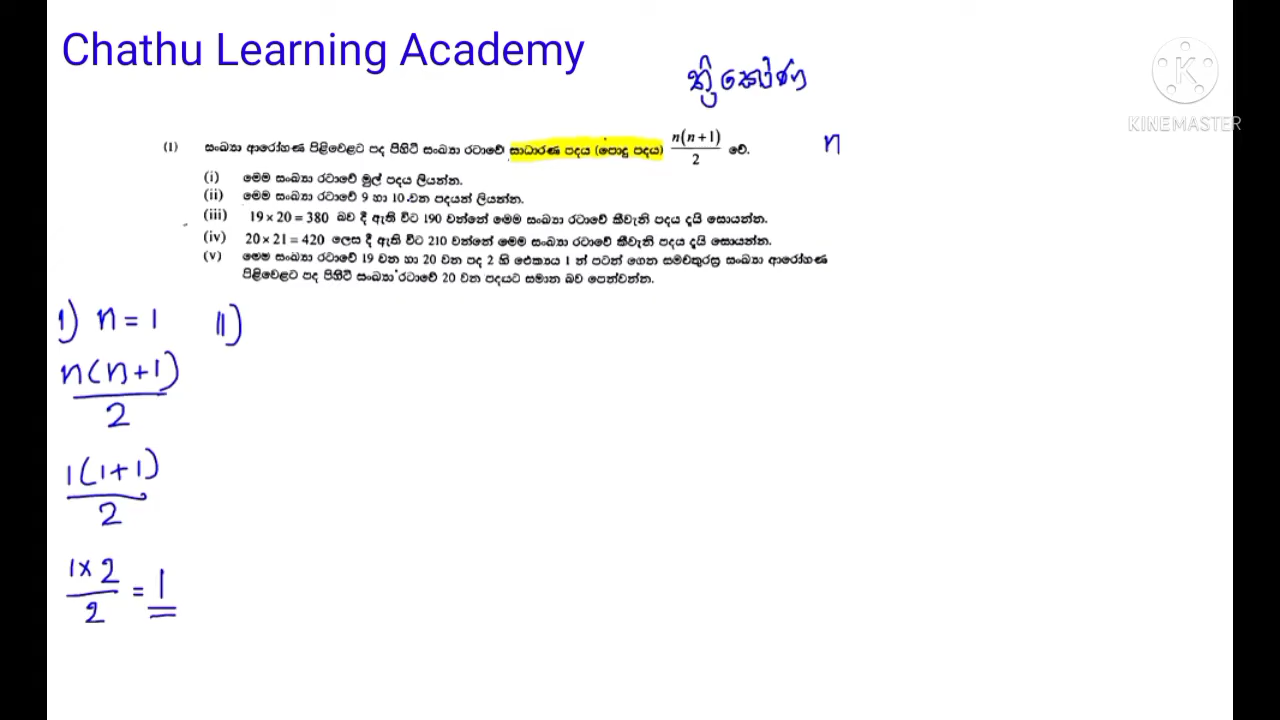 Chathu Learning Academy
ත්‍රිකෝණ
KINEMASTER
(1) සංඛ්‍යා ආරෝහණ පිළිවෙළට පද පිහිටි සංඛ්‍යා රටාවේ සාධාරණ පදය (පොදු පදය) n(n+1)/2 වේ.
n
(i) මෙම සංඛ්‍යා රටාවේ මුල් පදය ලියන්න.
(ii) මෙම සංඛ්‍යා රටාවේ 9 හා 10 වන පදයන් ලියන්න.
(iii) 19 × 20 = 380 බව දී ඇති විට 190 වන්නේ මෙම සංඛ්‍යා රටාවේ කීවැනි පදය දැයි සොයන්න.
(iv) 20 × 21 = 420 ලෙස දී ඇති විට 210 වන්නේ මෙම සංඛ්‍යා රටාවේ කීවැනි පදය දැයි සොයන්න.
(v) මෙම සංඛ්‍යා රටාවේ 19 වන හා 20 වන පද 2 හි ඓක්‍යය 1 න් පටන් ගෙන සමචතුරස්‍ර සංඛ්‍යා ආරෝහණ
පිළිවෙළට පද පිහිටි සංඛ්‍යා රටාවේ 20 වන පදයට සමාන බව පෙන්වන්න.
1) n = 1 II)
n(n+1)
2
1(1+1)
2
1×2
2
= 1